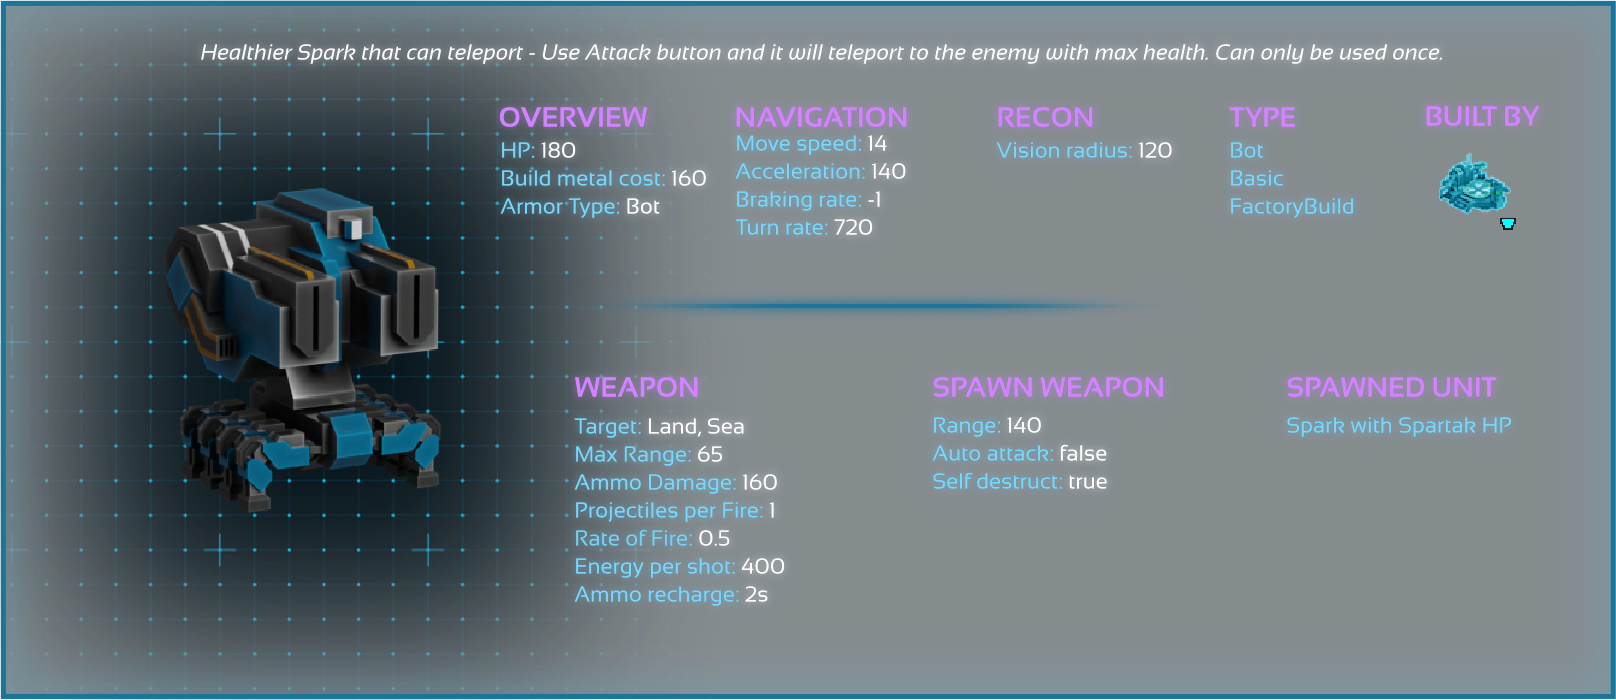 Healthier Spark that can teleport - Use Attack button and it will teleport to the enemy with max health. Can only be used once.
OVERVIEW
HP: 180
Build metal cost: 160
Armor Type: Bot
NAVIGATION
Move speed: 14
Acceleration: 140
Braking rate: -1
Turn rate: 720
RECON
Vision radius: 120
TYPE
Bot
Basic
FactoryBuild
BUILT BY
WEAPON
Target: Land, Sea
Max Range: 65
Ammo Damage: 160
Projectiles per Fire: 1
Rate of Fire: 0.5
Energy per shot: 400
Ammo recharge: 2s
SPAWN WEAPON
Range: 140
Auto attack: false
Self destruct: true
SPAWNED UNIT
Spark with Spartak HP